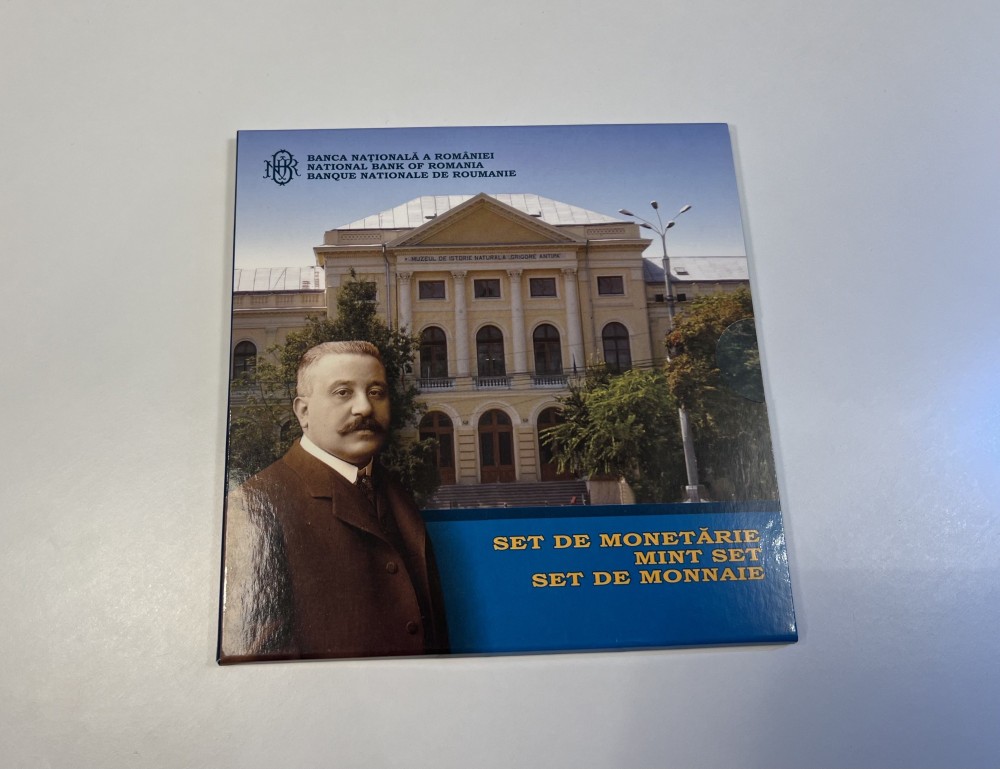 BNR
BANCA NAȚIONALĂ A ROMÂNIEI
NATIONAL BANK OF ROMANIA
BANQUE NATIONALE DE ROUMANIE
MUZEUL DE ISTORIE NATURALA "GRIGORE ANTIPA"
SET DE MONETĂRIE
MINT SET
SET DE MONNAIE